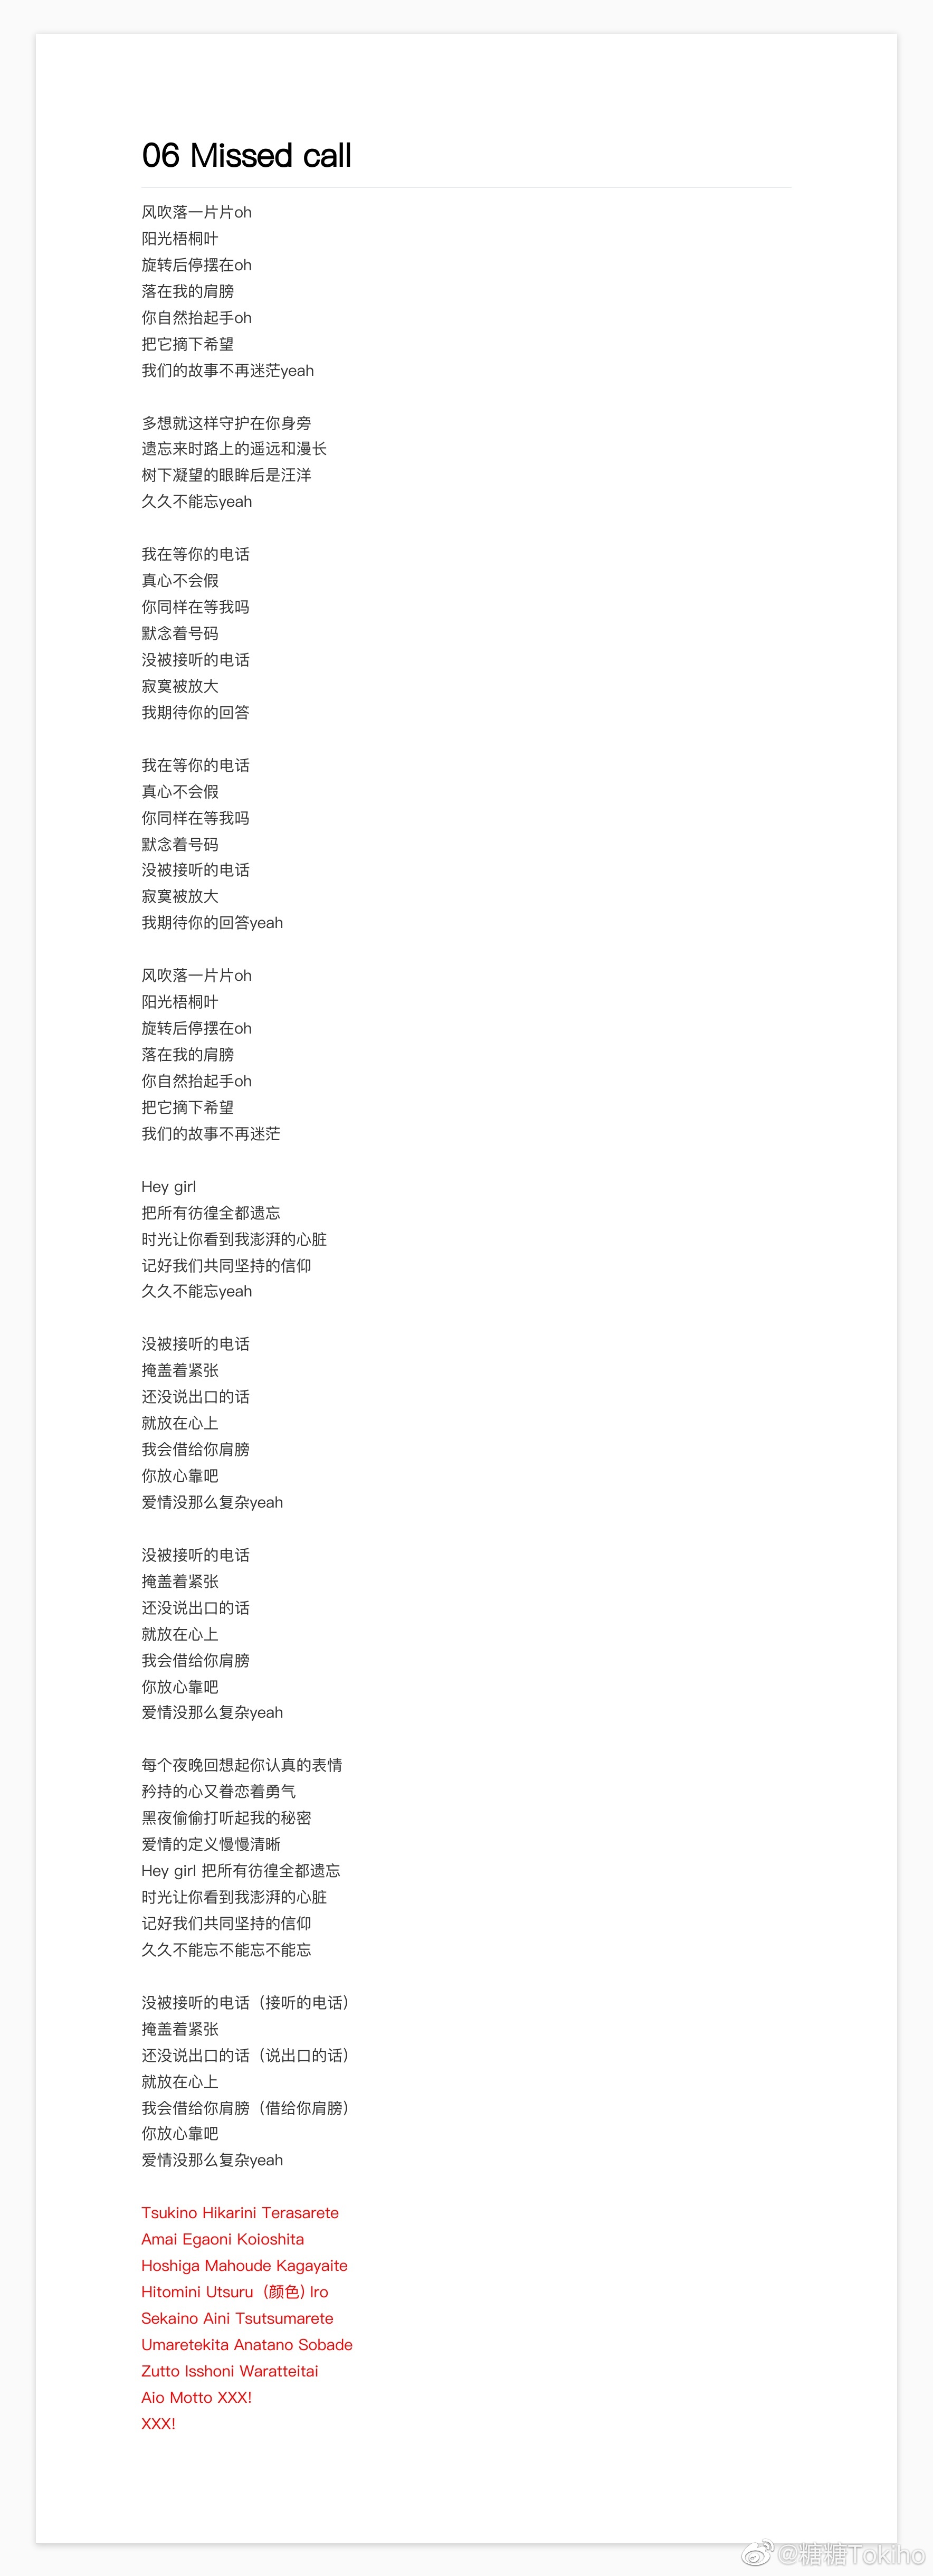 06 Missed call
风吹落一片片oh
阳光梧桐叶
旋转后停摆在oh
落在我的肩膀
你自然抬起手oh
把它摘下希望
我们的故事不再迷茫yeah
多想就这样守护在你身旁
遗忘来时路上的遥远和漫长
树下凝望的眼眸后是汪洋
久久不能忘yeah
我在等你的电话
真心不会假
你同样在等我吗
默念着号码
没被接听的电话
寂寞被放大
我期待你的回答
我在等你的电话
真心不会假
你同样在等我吗
默念着号码
没被接听的电话
寂寞被放大
我期待你的回答yeah
风吹落一片片oh
阳光梧桐叶
旋转后停摆在oh
落在我的肩膀
你自然抬起手oh
把它摘下希望
我们的故事不再迷茫
Hey girl
把所有彷徨全都遗忘
时光让你看到我澎湃的心脏
记好我们共同坚持的信仰
久久不能忘yeah
没被接听的电话
掩盖着紧张
还没说出口的话
就放在心上
我会借给你肩膀
你放心靠吧
爱情没那么复杂yeah
没被接听的电话
掩盖着紧张
还没说出口的话
就放在心上
我会借给你肩膀
你放心靠吧
爱情没那么复杂yeah
每个夜晚回想起你认真的表情
矜持的心又眷恋着勇气
黑夜偷偷打听起我的秘密
爱情的定义慢慢清晰
Hey girl 把所有彷徨全都遗忘
时光让你看到我澎湃的心脏
记好我们共同坚持的信仰
久久不能忘不能忘不能忘
没被接听的电话（接听的电话）
掩盖着紧张
还没说出口的话（说出口的话）
就放在心上
我会借给你肩膀（借给你肩膀）
你放心靠吧
爱情没那么复杂yeah
Tsukino Hikarini Terasarete
Amai Egaoni Koioshita
Hoshiga Mahoude Kagayaite
Hitomini Utsuru（颜色) Iro
Sekaino Aini Tsutsumarete
Umaretekita Anatano Sobade
Zutto Isshoni Waratteitai
Aio Motto XXX!
XXX!
@糖糖Tokiho